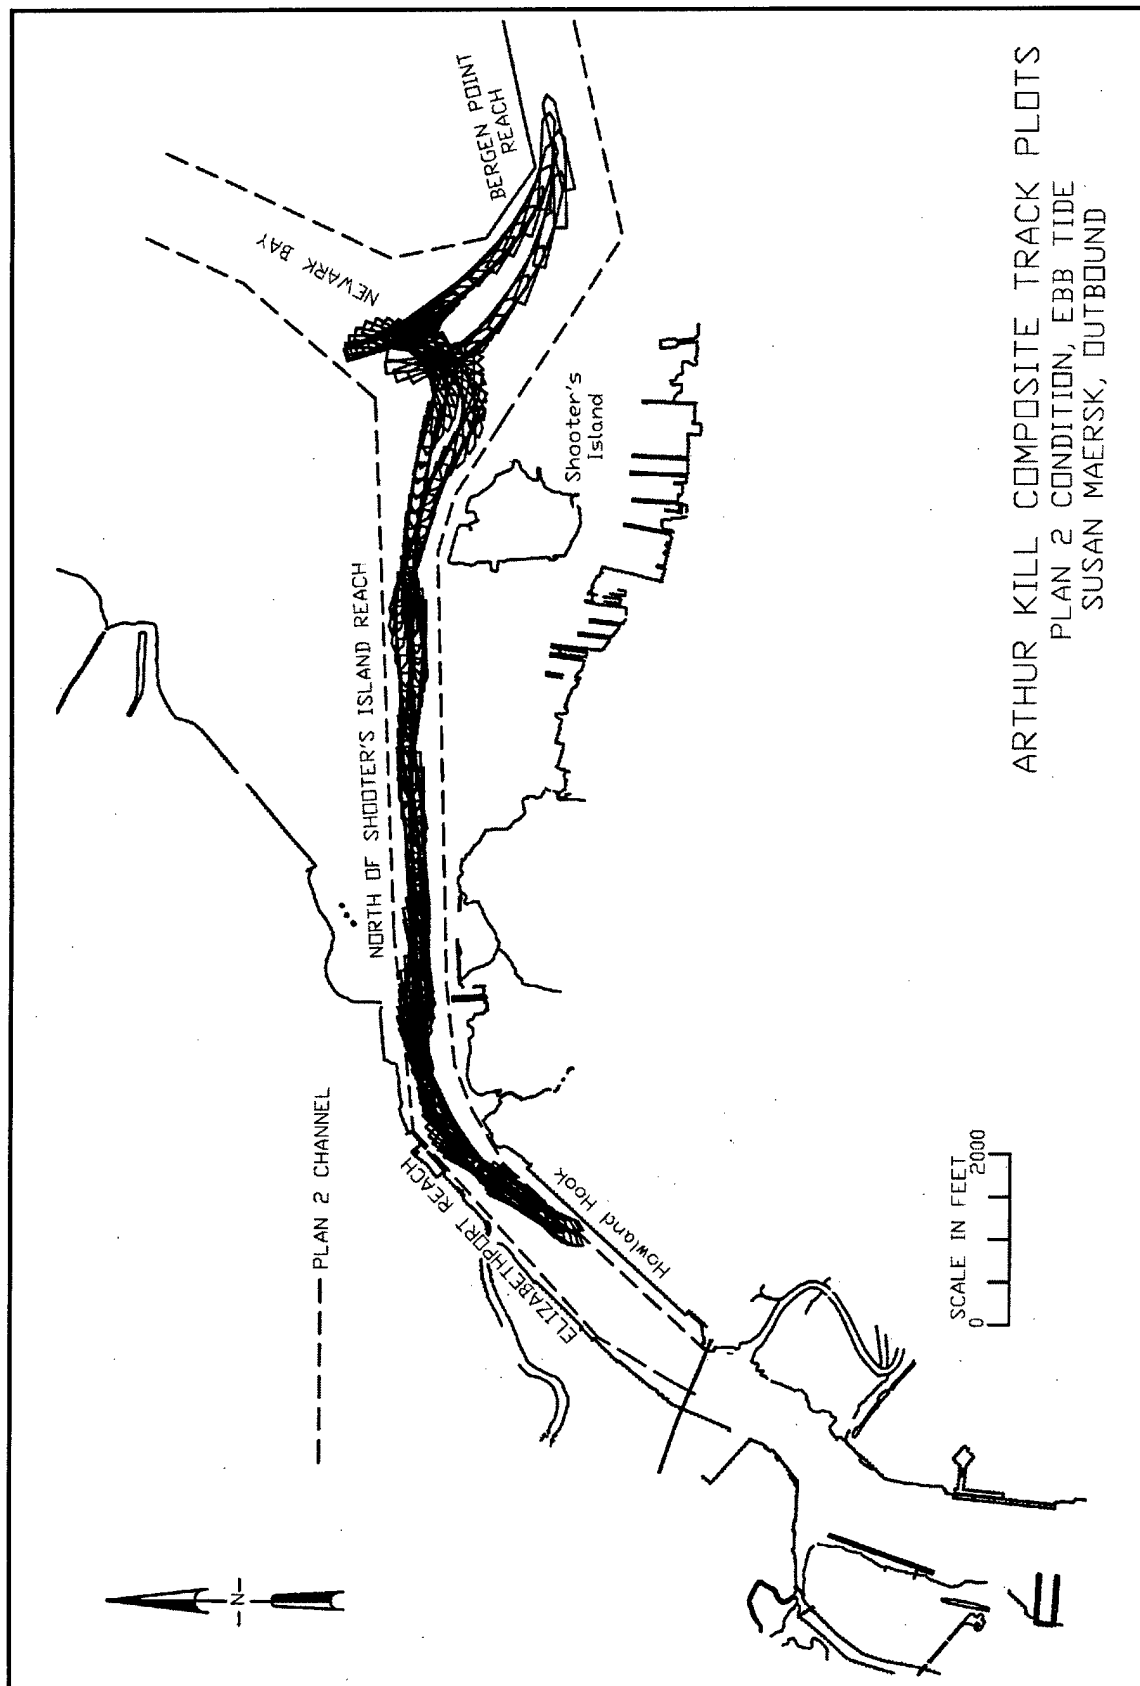 BERGEN POINT
REACH
NEWARK BAY
Shooter's
Island
NORTH OF SHOOTER'S ISLAND REACH
PLAN 2 CHANNEL
ELIZABETHPORT REACH
Howland Hook
SCALE IN FEET
0 2000
N
ARTHUR KILL COMPOSITE TRACK PLOTS
PLAN 2 CONDITION, EBB TIDE
SUSAN MAERSK, OUTBOUND